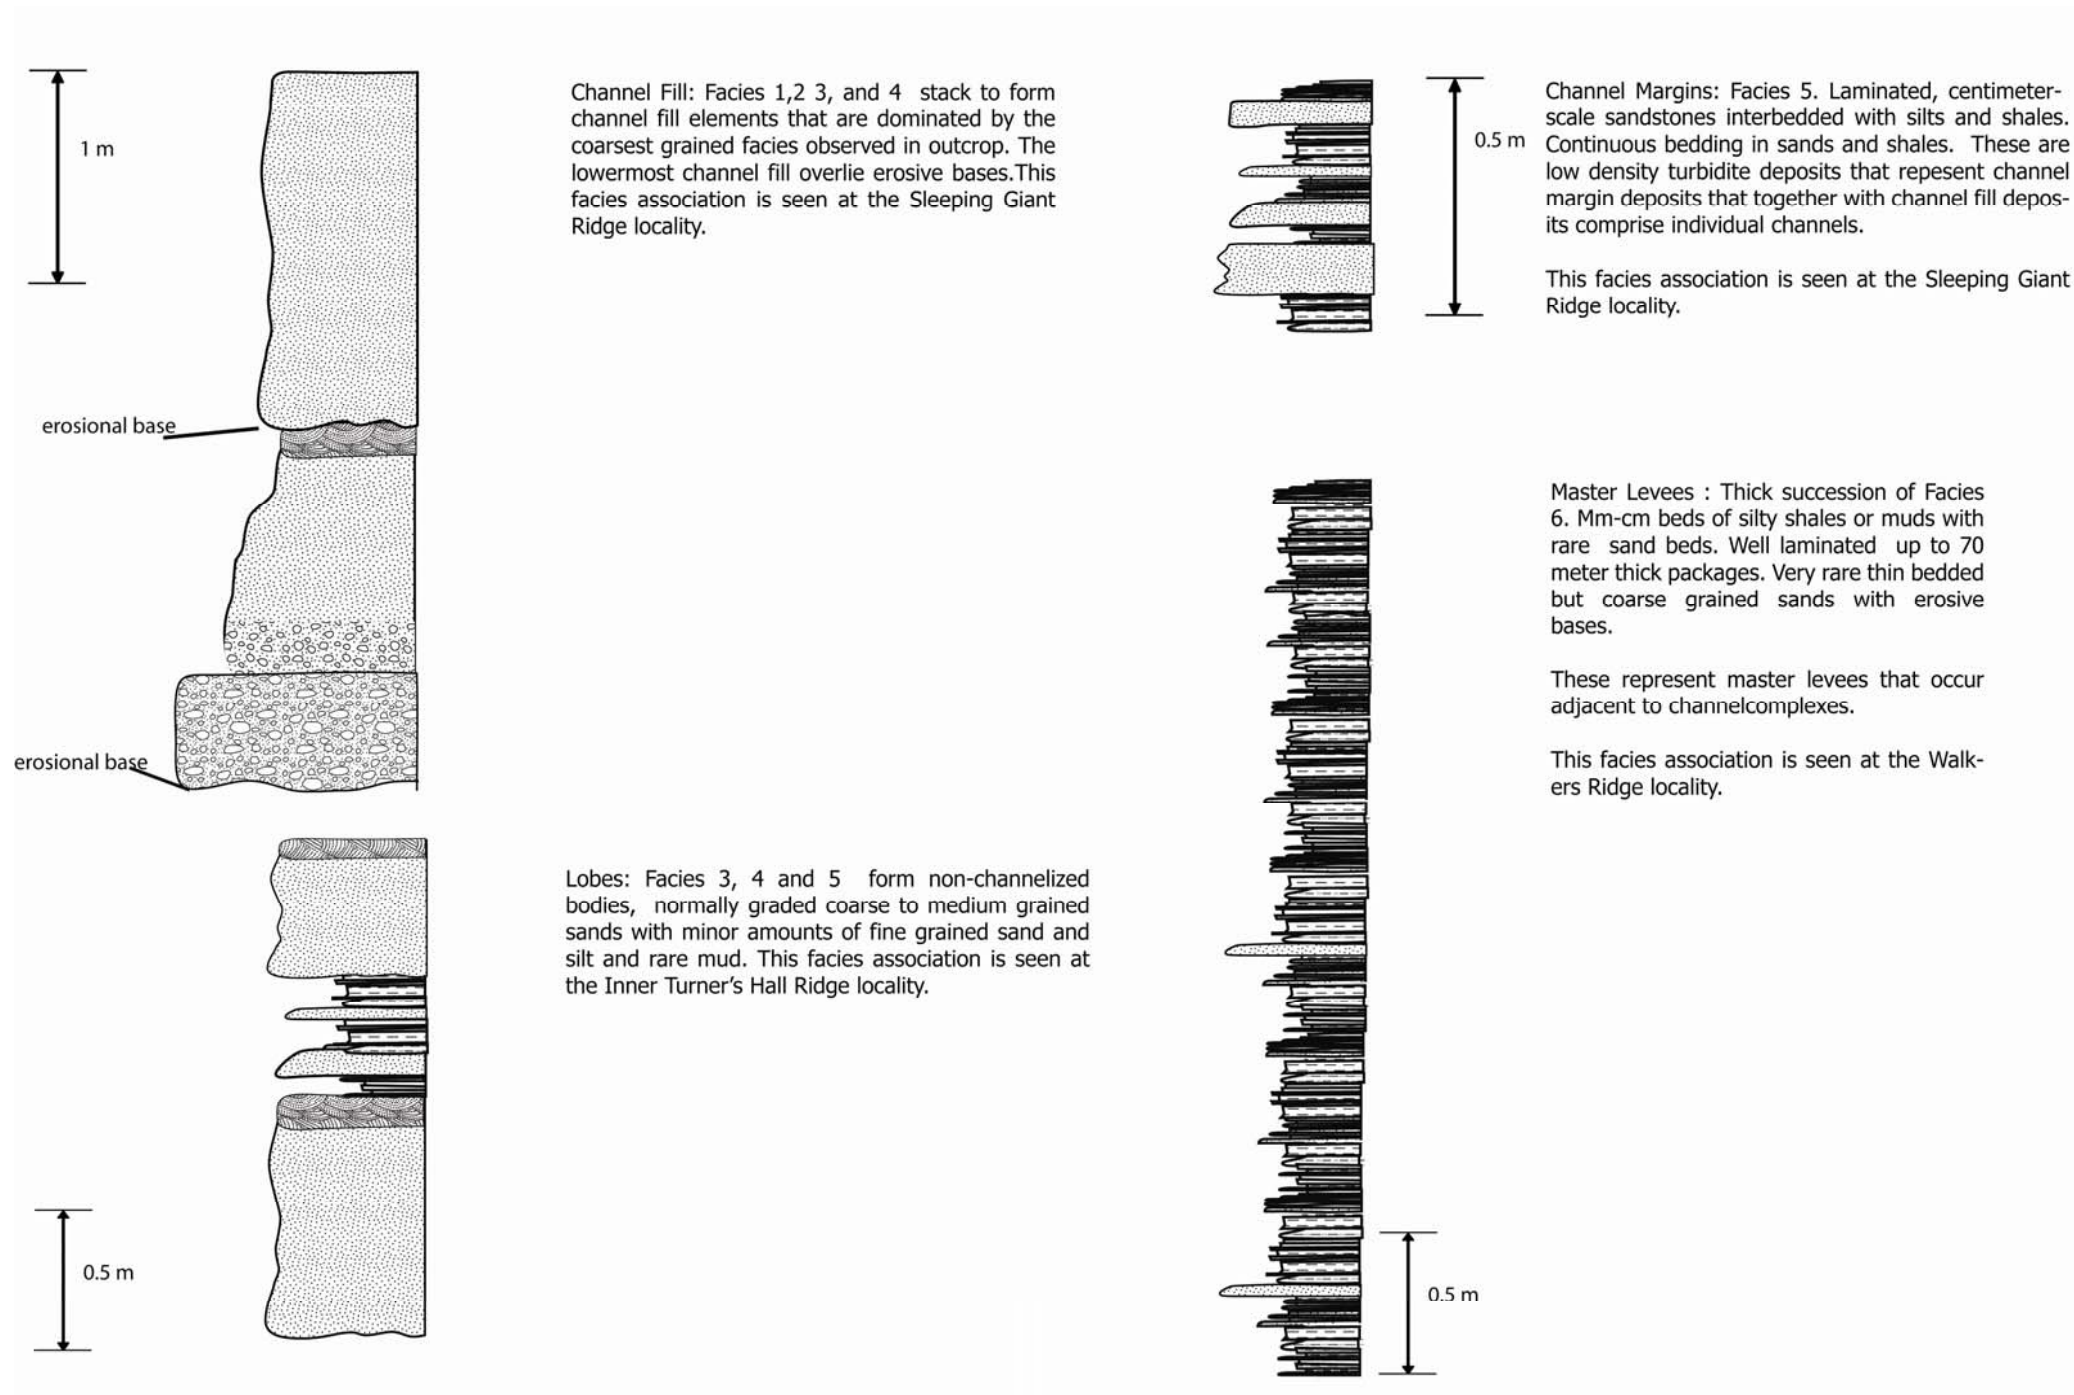 1 m
erosional base
erosional base
Channel Fill: Facies 1,2 3, and 4 stack to form
channel fill elements that are dominated by the
coarsest grained facies observed in outcrop. The
lowermost channel fill overlie erosive bases.This
facies association is seen at the Sleeping Giant
Ridge locality.
0.5 m
Lobes: Facies 3, 4 and 5 form non-channelized
bodies, normally graded coarse to medium grained
sands with minor amounts of fine grained sand and
silt and rare mud. This facies association is seen at
the Inner Turner's Hall Ridge locality.
0.5 m
Channel Margins: Facies 5. Laminated, centimeter-
scale sandstones interbedded with silts and shales.
Continuous bedding in sands and shales. These are
low density turbidite deposits that repesent channel
margin deposits that together with channel fill depos-
its comprise individual channels.
This facies association is seen at the Sleeping Giant
Ridge locality.
Master Levees : Thick succession of Facies
6. Mm-cm beds of silty shales or muds with
rare sand beds. Well laminated up to 70
meter thick packages. Very rare thin bedded
but coarse grained sands with erosive
bases.
These represent master levees that occur
adjacent to channelcomplexes.
This facies association is seen at the Walk-
ers Ridge locality.
0.5 m